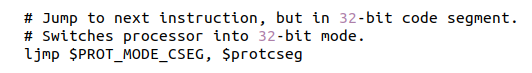 # Jump to next instruction, but in 32-bit code segment.
# Switches processor into 32-bit mode.
ljmp $PROT_MODE_CSEG, $protcseg